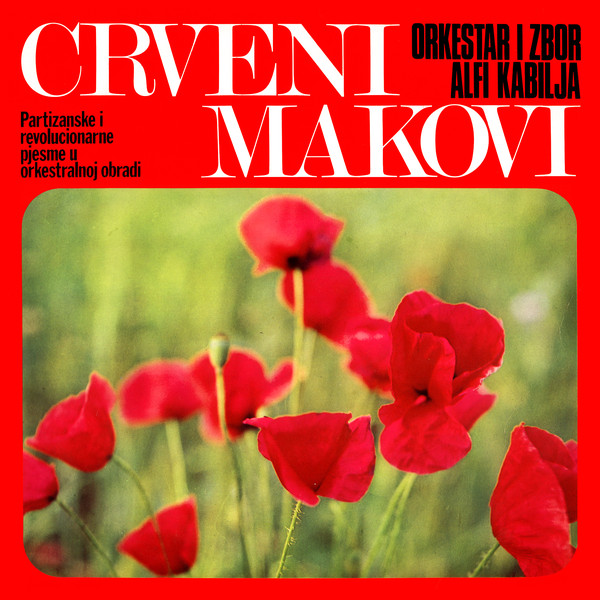 CRVENI
MAKOVI
ORKESTAR I ZBOR
ALFI KABILJA
Partizanske i
revolucionarne
pjesme u
orkestralnoj obradi